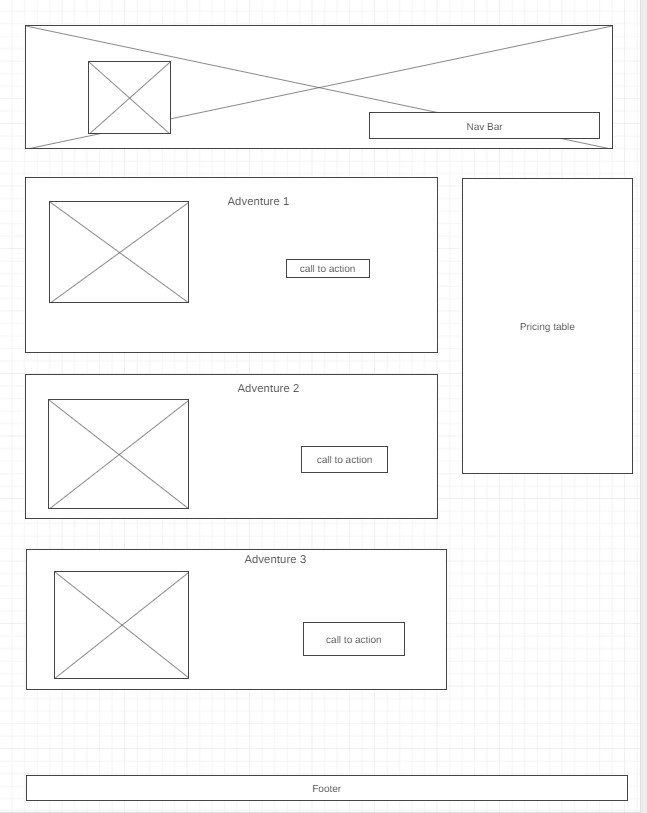 Nav Bar
Adventure 1
call to action
Pricing table
Adventure 2
call to action
Adventure 3
call to action
Footer